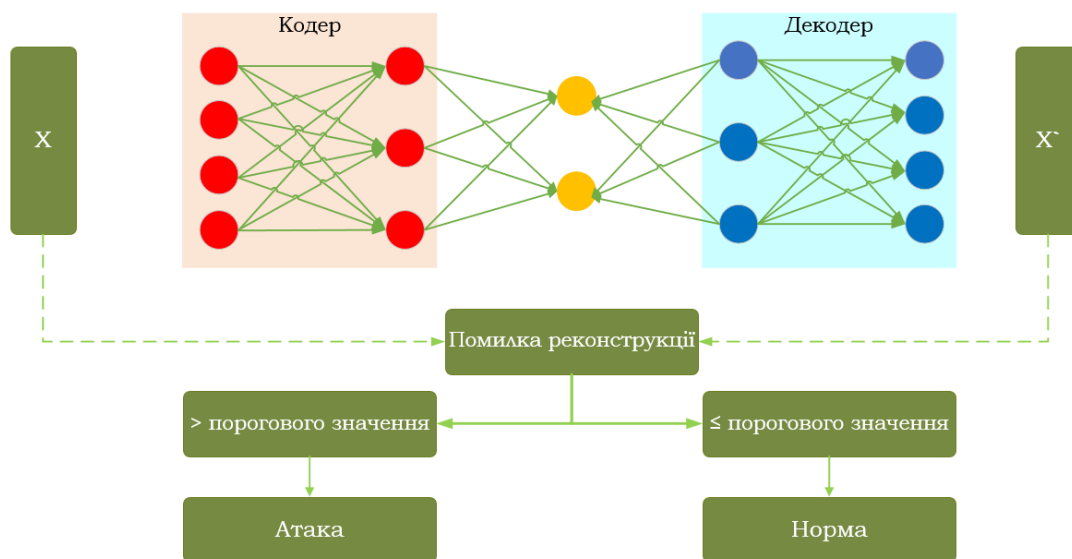 Кодер
Декодер
X
X`
Помилка реконструкції
> порогового значення
≤ порогового значення
Атака
Норма